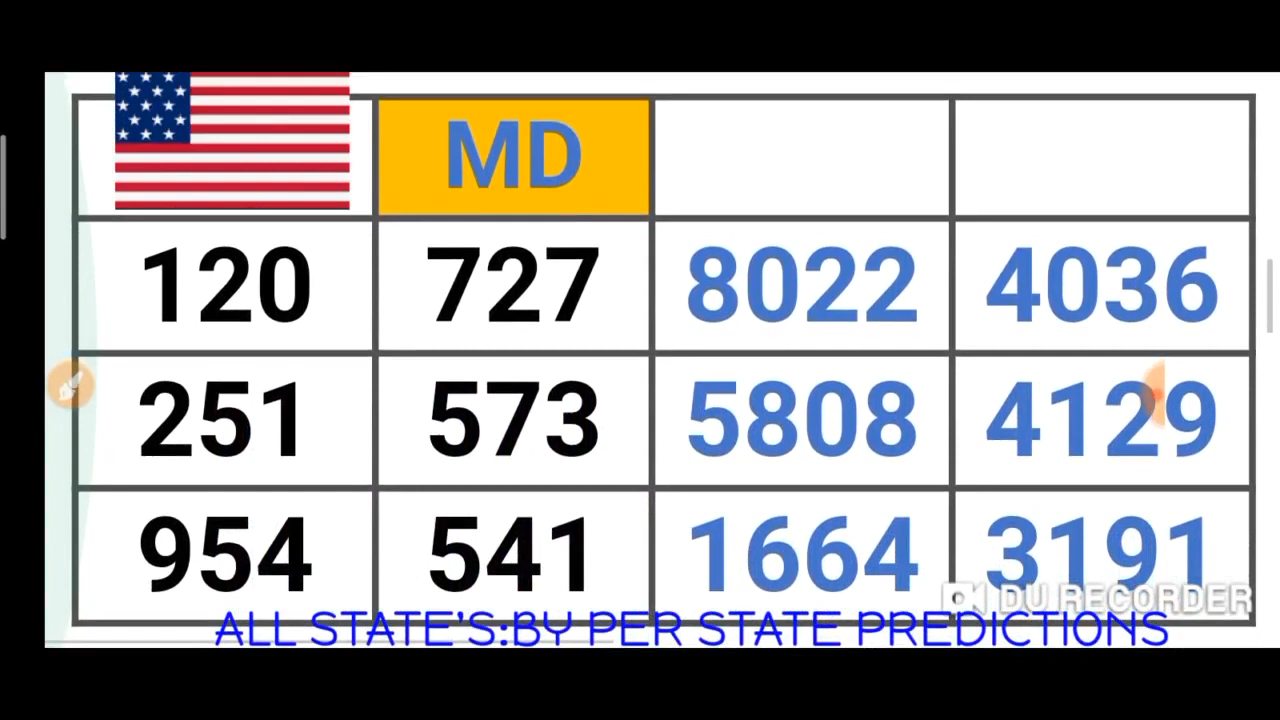 MD
120 727 8022 4036
251 573 5808 4129
954 541 1664 3191
DU RECORDER
ALL STATE'S:BY PER STATE PREDICTIONS